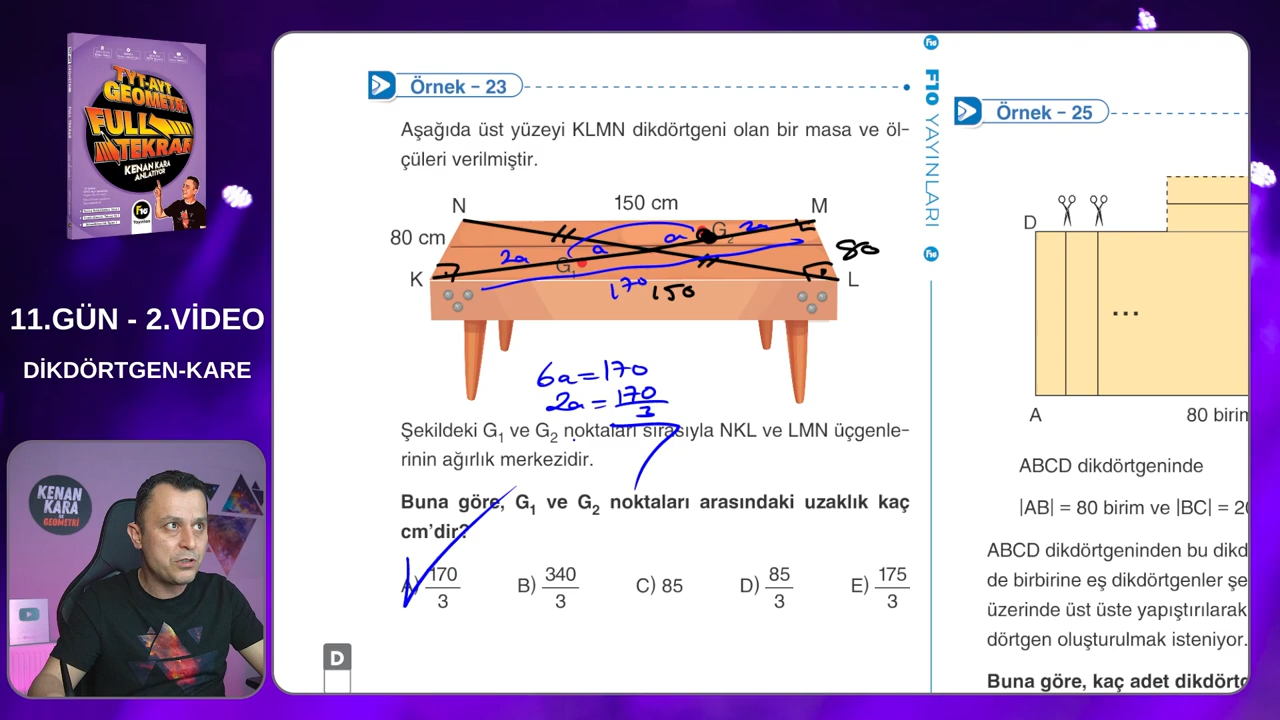 TYT-AYT
GEOMETRİ
FULL
TEKRAR
KENAN KARA
ANLATIYOR
F10
Yayınları
11.GÜN - 2.VİDEO
DİKDÖRTGEN-KARE
KENAN
KARA
ile
GEOMETRİ
Örnek – 23
Aşağıda üst yüzeyi KLMN dikdörtgeni olan bir masa ve öl-
çüleri verilmiştir.
N
150 cm
M
80 cm
2a
a
a
G2
2a
80
K
G1
L
170
150
6a=170
2a=170/3
Şekildeki G1 ve G2 noktaları sırasıyla NKL ve LMN üçgenle-
rinin ağırlık merkezidir.
Buna göre, G1 ve G2 noktaları arasındaki uzaklık kaç
cm'dir?
A) 170/3 B) 340/3 C) 85 D) 85/3 E) 175/3
D
F10 YAYINLARI
Örnek – 25
D
...
A
80 birim
ABCD dikdörtgeninde
|AB| = 80 birim ve |BC| = 20
ABCD dikdörtgeninden bu dikd
de birbirine eş dikdörtgenler şe
üzerinde üst üste yapıştırılarak
dörtgen oluşturulmak isteniyor.
Buna göre, kaç adet dikdörtg